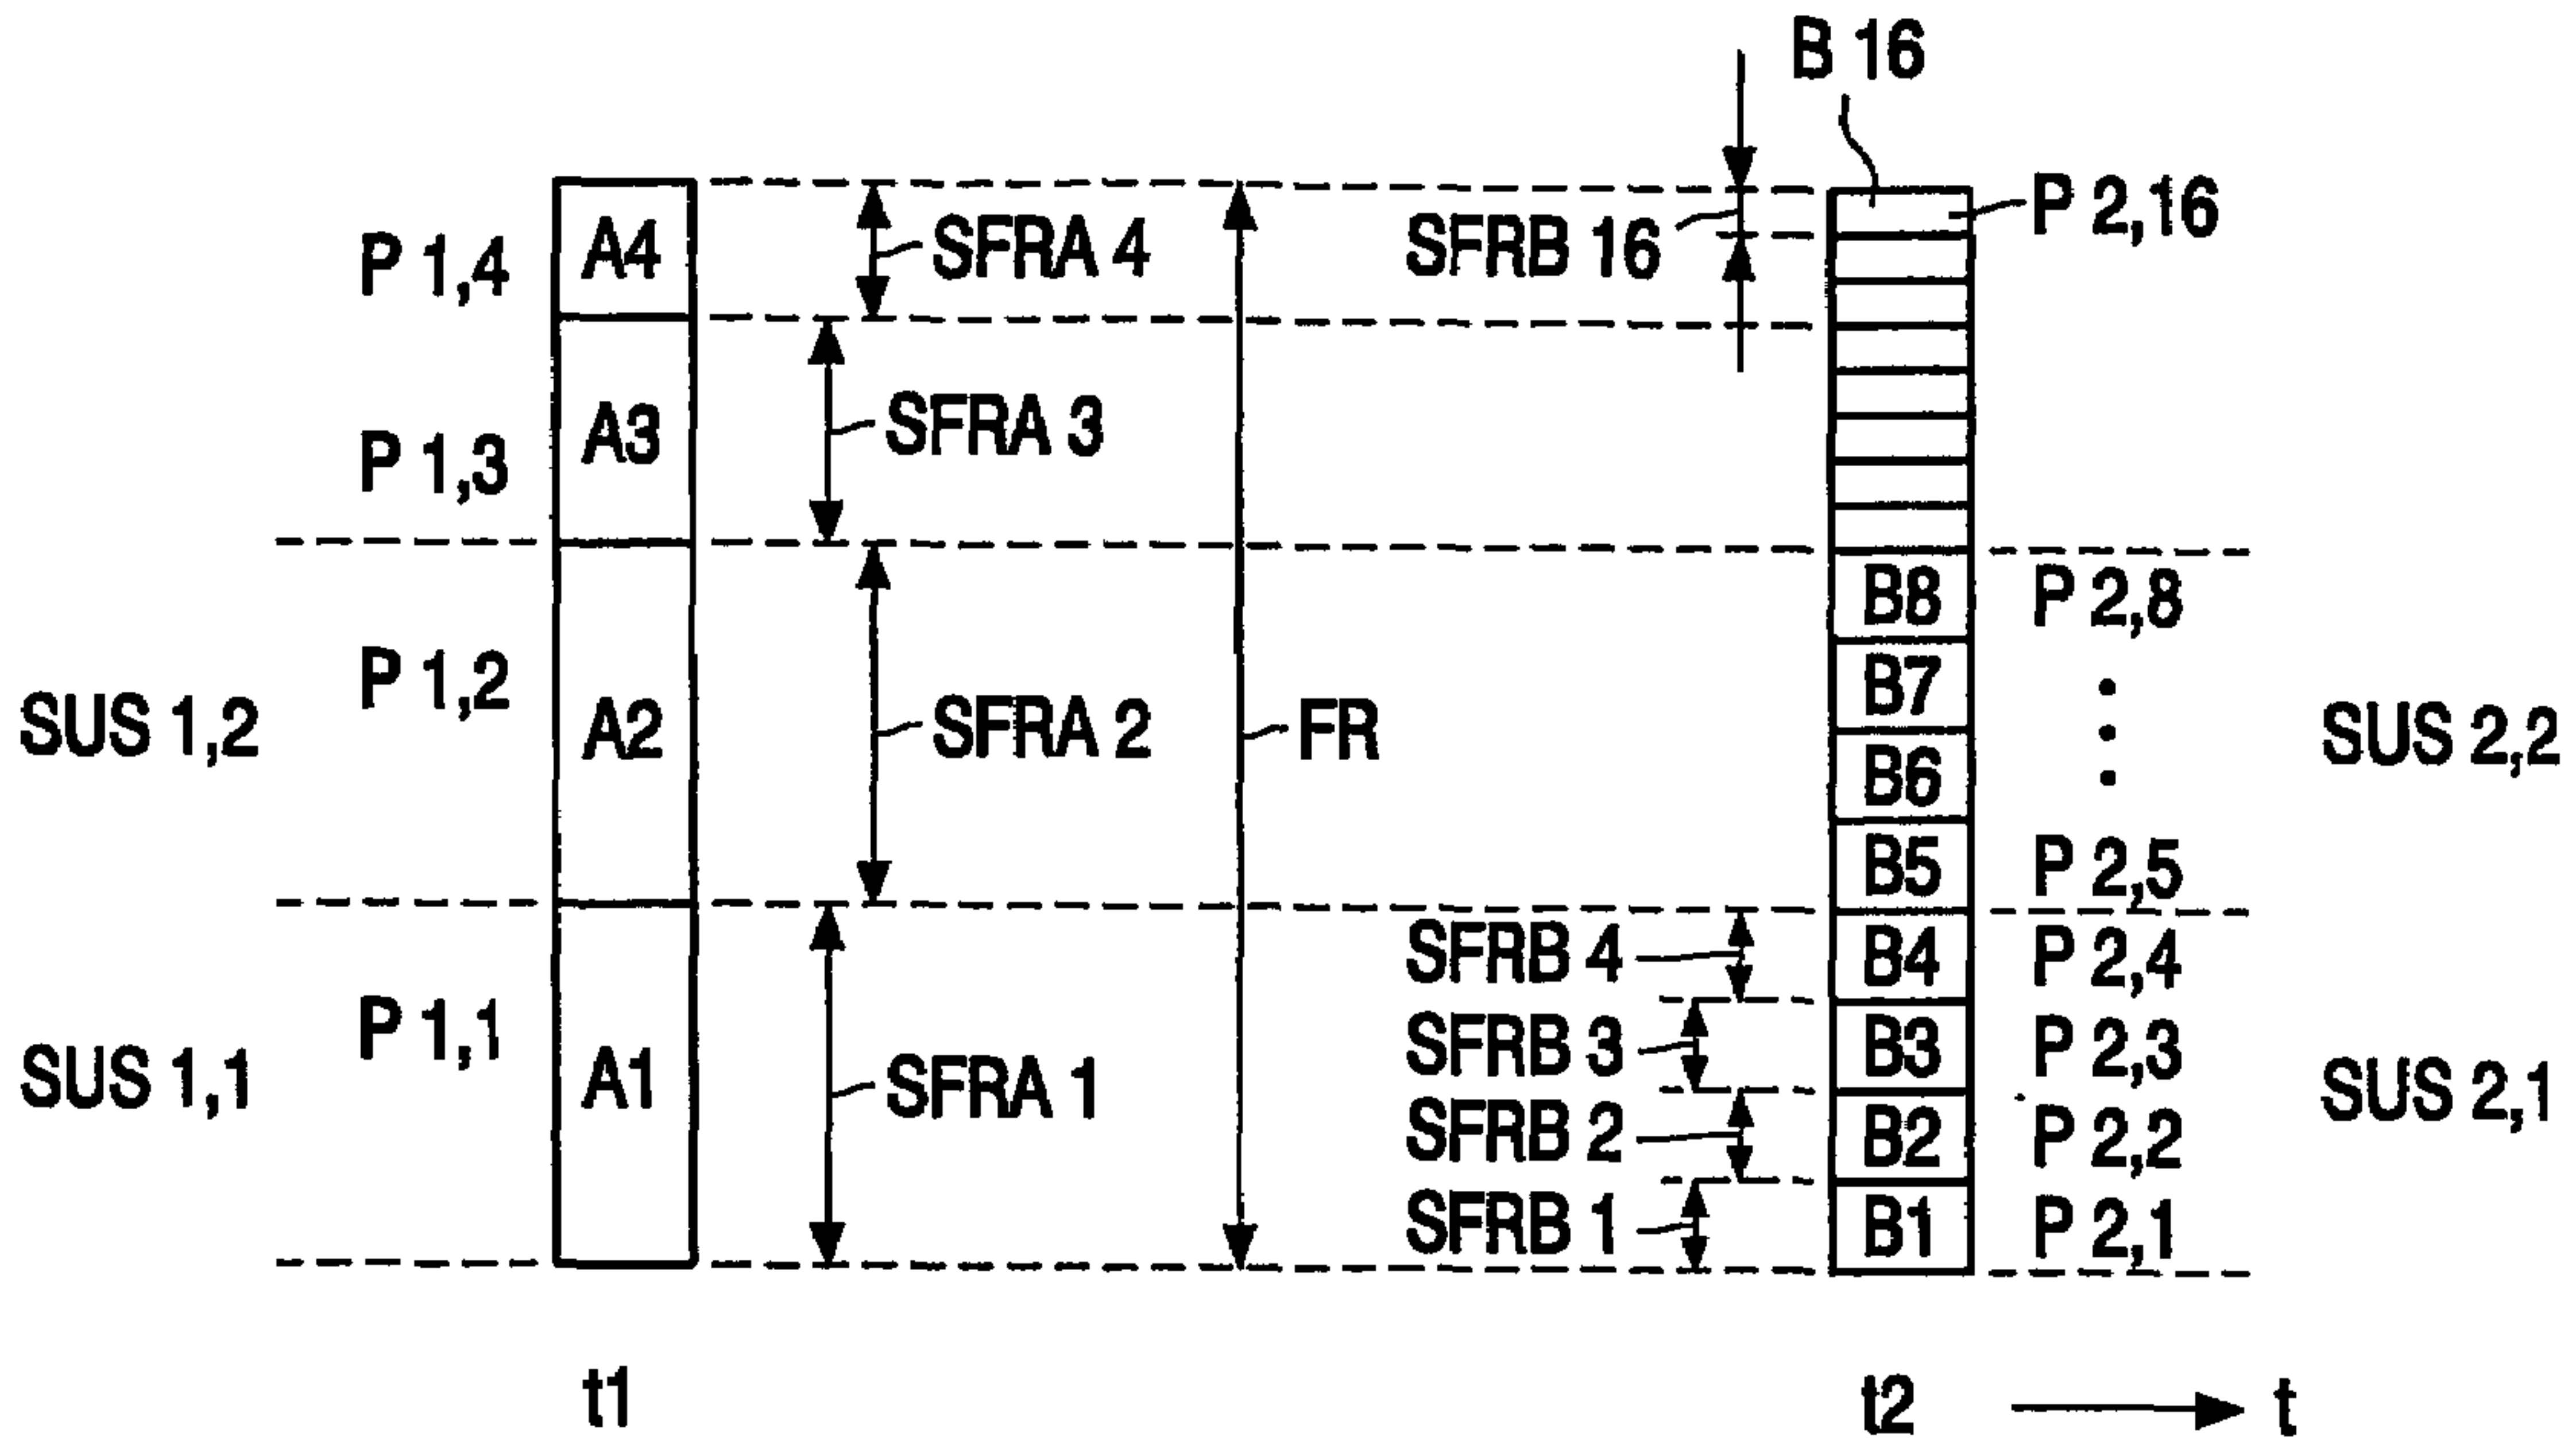 B 16
P 1,4 A4 SFRA 4 SFRB 16 P 2,16
P 1,3 A3 SFRA 3
B8 P 2,8
P 1,2 B7
SUS 1,2 A2 SFRA 2 FR SUS 2,2
B6
B5 P 2,5
SFRB 4 B4 P 2,4
P 1,1 SFRB 3 B3 P 2,3
SUS 1,1 A1 SFRA 1 SUS 2,1
SFRB 2 B2 P 2,2
SFRB 1 B1 P 2,1
t1 t2 t